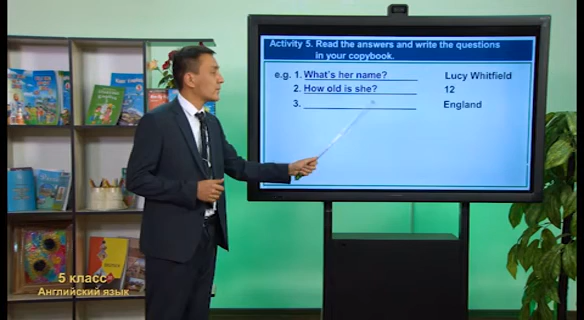 Activity 5. Read the answers and write the questions
in your copybook.
e.g. 1. What's her name? Lucy Whitfield
2. How old is she? 12
3. ____________ England
5 класс
Английский язык